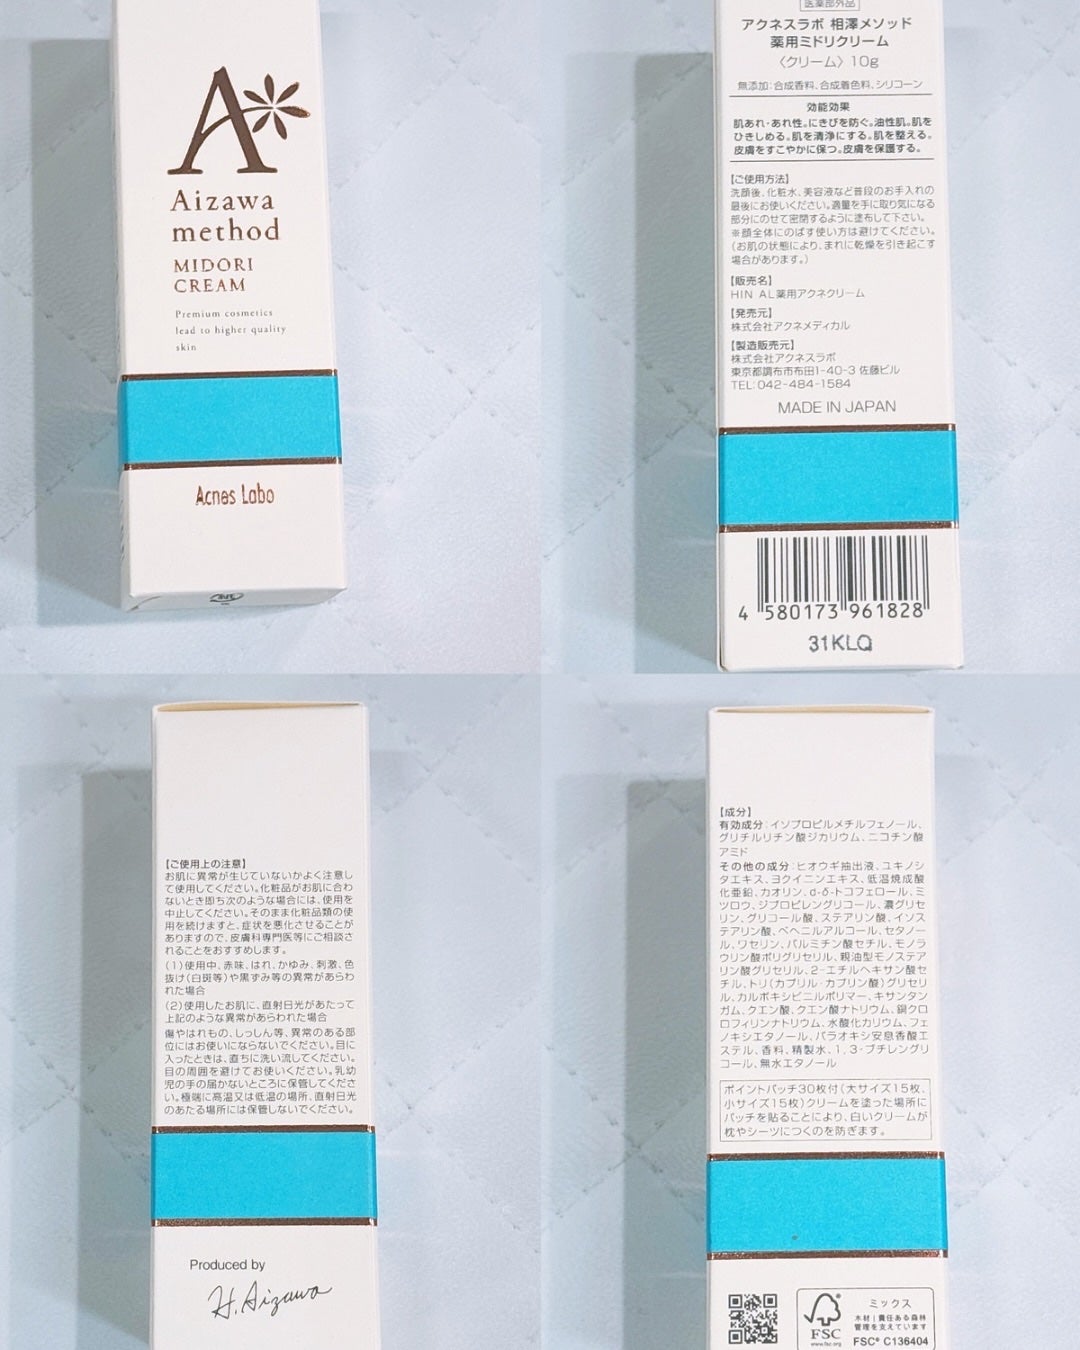 A
Aizawa
method
MIDORI
CREAM
Premium cosmetics
lead to higher quality
skin
Acnes Labo
医薬部外品
アクネスラボ 相澤メソッド
薬用ミドリクリーム
〈クリーム〉10g
無添加:合成香料、合成着色料、シリコーン
効能効果
肌あれ・あれ性。にきびを防ぐ。油性肌。肌を
ひきしめる。肌を清浄にする。肌を整える。
皮膚をすこやかに保つ。皮膚を保護する。
【ご使用方法】
洗顔後、化粧水、美容液など普段のお手入れの
最後にお使いください。適量を手に取り気になる
部分にのせて密閉するように塗布して下さい。
※顔全体にのばす使い方は避けてください。
(お肌の状態により、まれに乾燥を引き起こす
場合があります。)
【販売名】
HIN AL薬用アクネクリーム
【発売元】
株式会社アクネメディカル
【製造販売元】
株式会社アクネスラボ
東京都調布市布田1-40-3 佐藤ビル
TEL:042-484-1584
MADE IN JAPAN
4 580173 961828
31KLQ
【ご使用上の注意】
お肌に異常が生じていないかよく注意し
て使用してください。化粧品がお肌に合わ
ないとき即ち次のような場合には、使用を
中止してください。そのまま化粧品類の使
用を続けますと、症状を悪化させることが
ありますので、皮膚科専門医等にご相談さ
れることをおすすめします。
(1)使用中、赤味、はれ、かゆみ、刺激、色
抜け(白斑等)や黒ずみ等の異常があらわ
れた場合
(2)使用したお肌に、直射日光があたって
上記のような異常があらわれた場合
傷やはれもの、しっしん等、異常のある部
位にはお使いにならないでください。目に
入ったときは、直ちに洗い流してください。
目の周囲を避けてお使いください。乳幼
児の手の届かないところに保管してくださ
い。極端に高温又は低温の場所、直射日光
のあたる場所には保管しないでください。
Produced by
H. Aizawa
【成分】
有効成分:イソプロピルメチルフェノール、
グリチルリチン酸ジカリウム、ニコチン酸
アミド
その他の成分:ヒオウギ抽出液、ユキノシ
タエキス、ヨクイニンエキス、低温焼成酸
化亜鉛、カオリン、d-δ-トコフェロール、ミ
ツロウ、ジプロピレングリコール、濃グリセ
リン、グリコール酸、ステアリン酸、イソス
テアリン酸、ベヘニルアルコール、セタノー
ル、ワセリン、パルミチン酸セチル、モノラ
ウリン酸ポリグリセリル、親油型モノステア
リン酸グリセリル、2-エチルヘキサン酸セ
チル、トリ(カプリル・カプリン酸)グリセリ
ル、カルボキシビニルポリマー、キサンタン
ガム、クエン酸、クエン酸ナトリウム、銅クロ
ロフィリンナトリウム、水酸化カリウム、フェ
ノキシエタノール、パラオキシ安息香酸エ
ステル、香料、精製水、1,3-ブチレングリ
コール、無水エタノール
ポイントパッチ30枚付(大サイズ15枚、
小サイズ15枚)クリームを塗った場所に
パッチを貼ることにより、白いクリームが
枕やシーツにつくのを防ぎます。
FSC
www.fsc.org
ミックス
木材|責任ある森林
管理を支えています
FSC® C136404